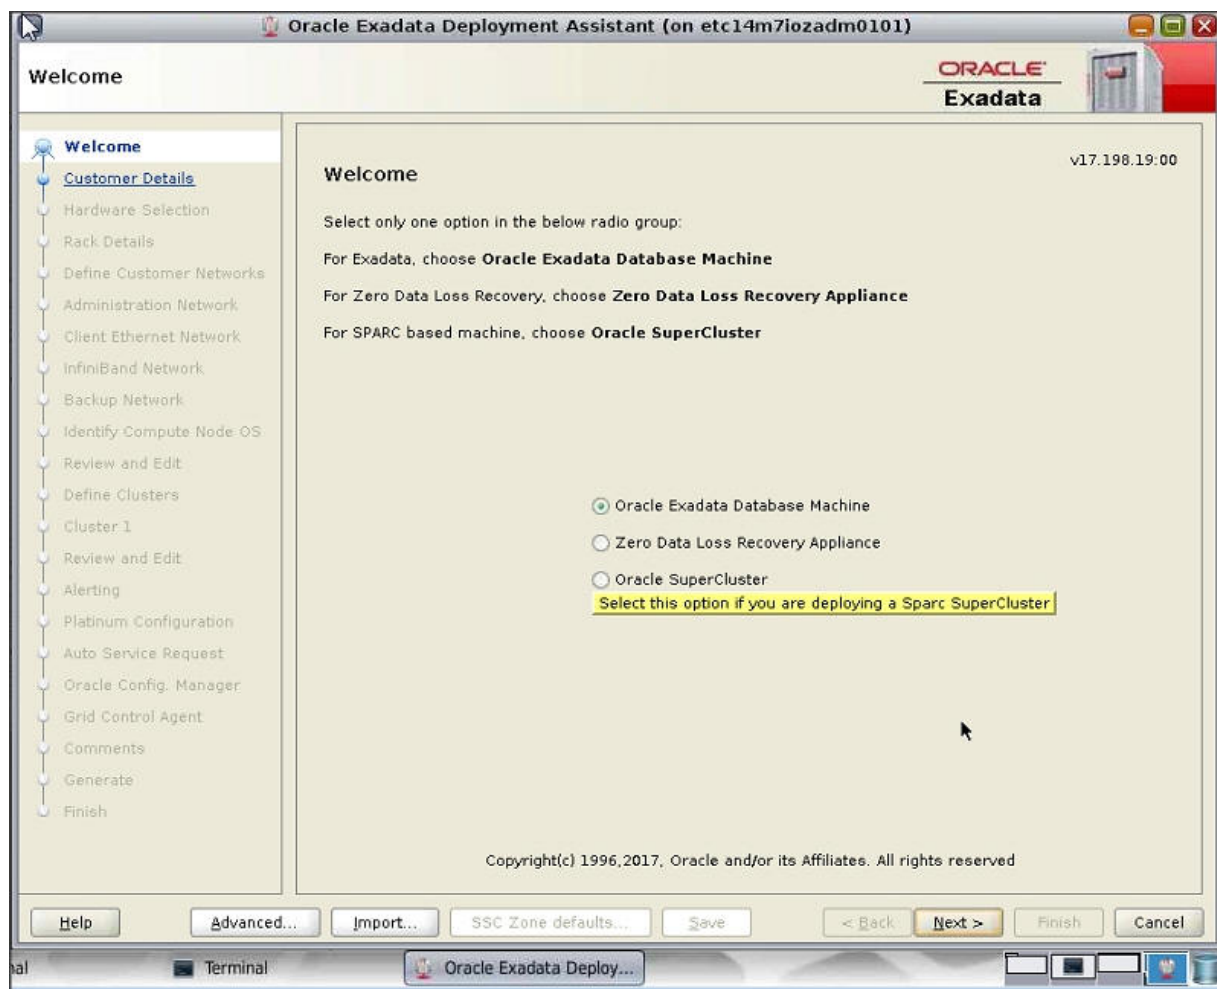 Oracle Exadata Deployment Assistant (on etc14m7iozadm0101)
Welcome
ORACLE
Exadata
Welcome
Customer Details
Hardware Selection
Rack Details
Define Customer Networks
Administration Network
Client Ethernet Network
InfiniBand Network
Backup Network
Identify Compute Node OS
Review and Edit
Define Clusters
Cluster 1
Review and Edit
Alerting
Platinum Configuration
Auto Service Request
Oracle Config. Manager
Grid Control Agent
Comments
Generate
Finish
v17.198.19:00
Welcome
Select only one option in the below radio group:
For Exadata, choose Oracle Exadata Database Machine
For Zero Data Loss Recovery, choose Zero Data Loss Recovery Appliance
For SPARC based machine, choose Oracle SuperCluster
Oracle Exadata Database Machine
Zero Data Loss Recovery Appliance
Oracle SuperCluster
Select this option if you are deploying a Sparc SuperCluster
Copyright(c) 1996,2017, Oracle and/or its Affiliates. All rights reserved
Help Advanced... Import... SSC Zone defaults... Save < Back Next > Finish Cancel
nal Terminal Oracle Exadata Deploy...